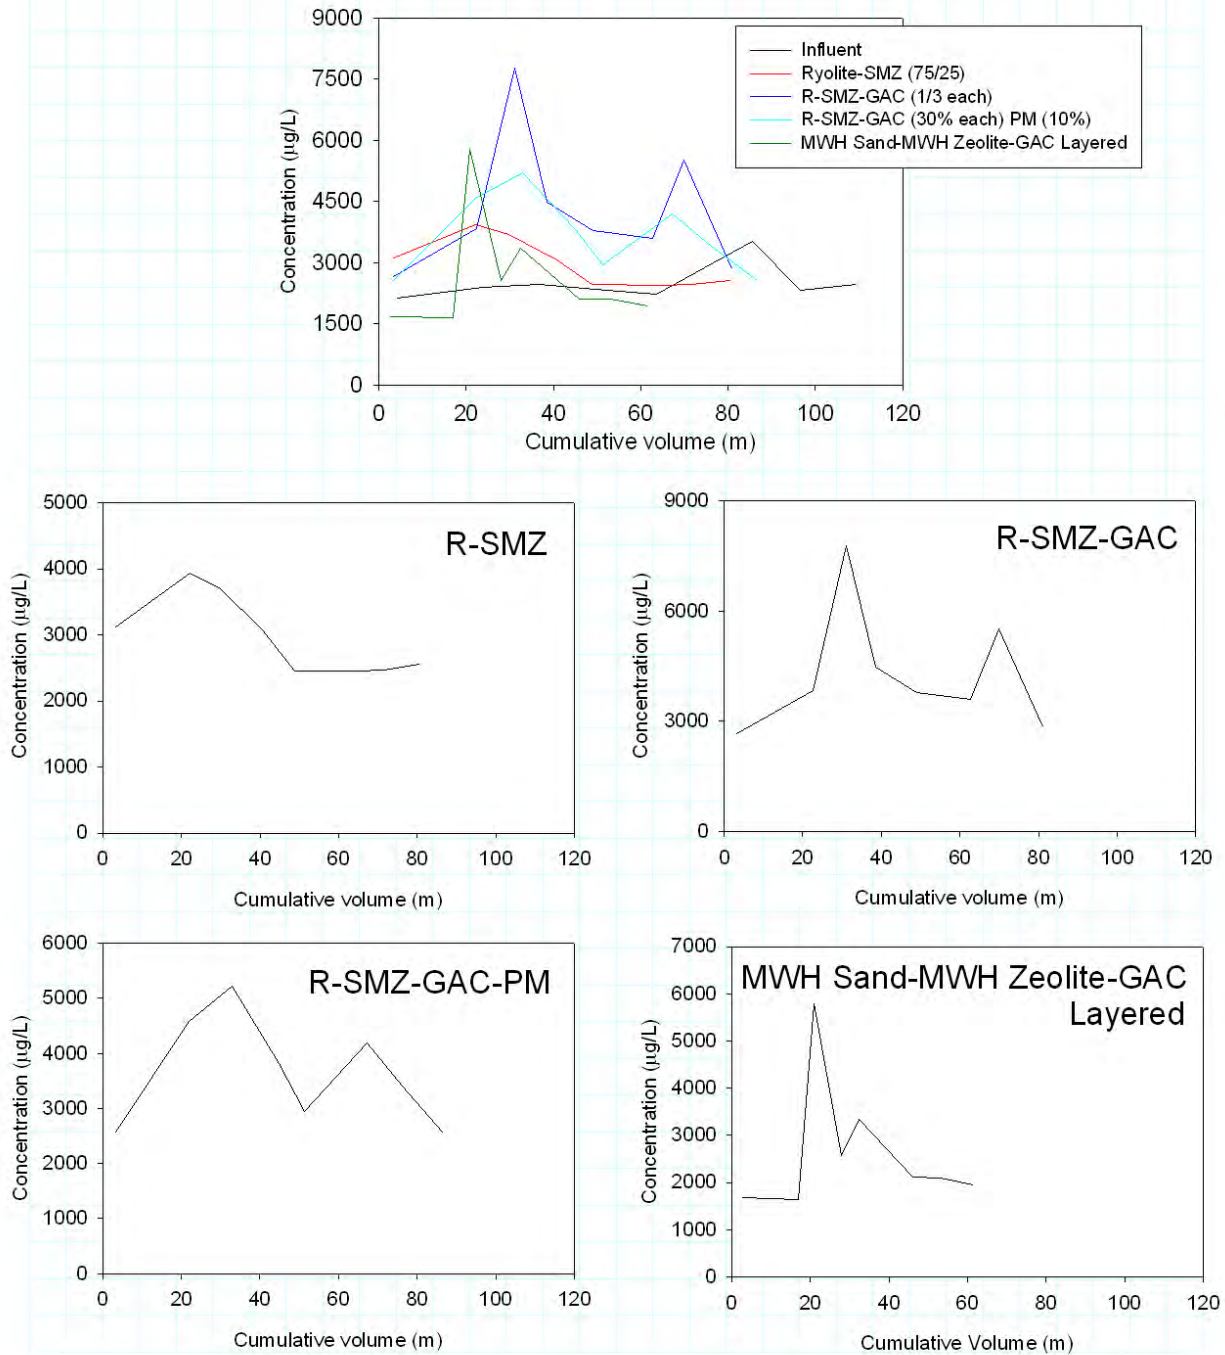 9000
7500
6000
4500
3000
1500
0
Concentration (µg/L)
0 20 40 60 80 100 120
Cumulative volume (m)
Influent
Ryolite-SMZ (75/25)
R-SMZ-GAC (1/3 each)
R-SMZ-GAC (30% each) PM (10%)
MWH Sand-MWH Zeolite-GAC Layered
5000
4000
3000
2000
1000
0
Concentration (µg/L)
R-SMZ
0 20 40 60 80 100 120
Cumulative volume (m)
9000
6000
3000
0
Concentration (µg/L)
R-SMZ-GAC
0 20 40 60 80 100 120
Cumulative volume (m)
6000
5000
4000
3000
2000
1000
0
Concentration (µg/L)
R-SMZ-GAC-PM
0 20 40 60 80 100 120
Cumulative volume (m)
7000
6000
5000
4000
3000
2000
1000
0
Concentration (µg/L)
MWH Sand-MWH Zeolite-GAC
Layered
0 20 40 60 80 100 120
Cumulative Volume (m)